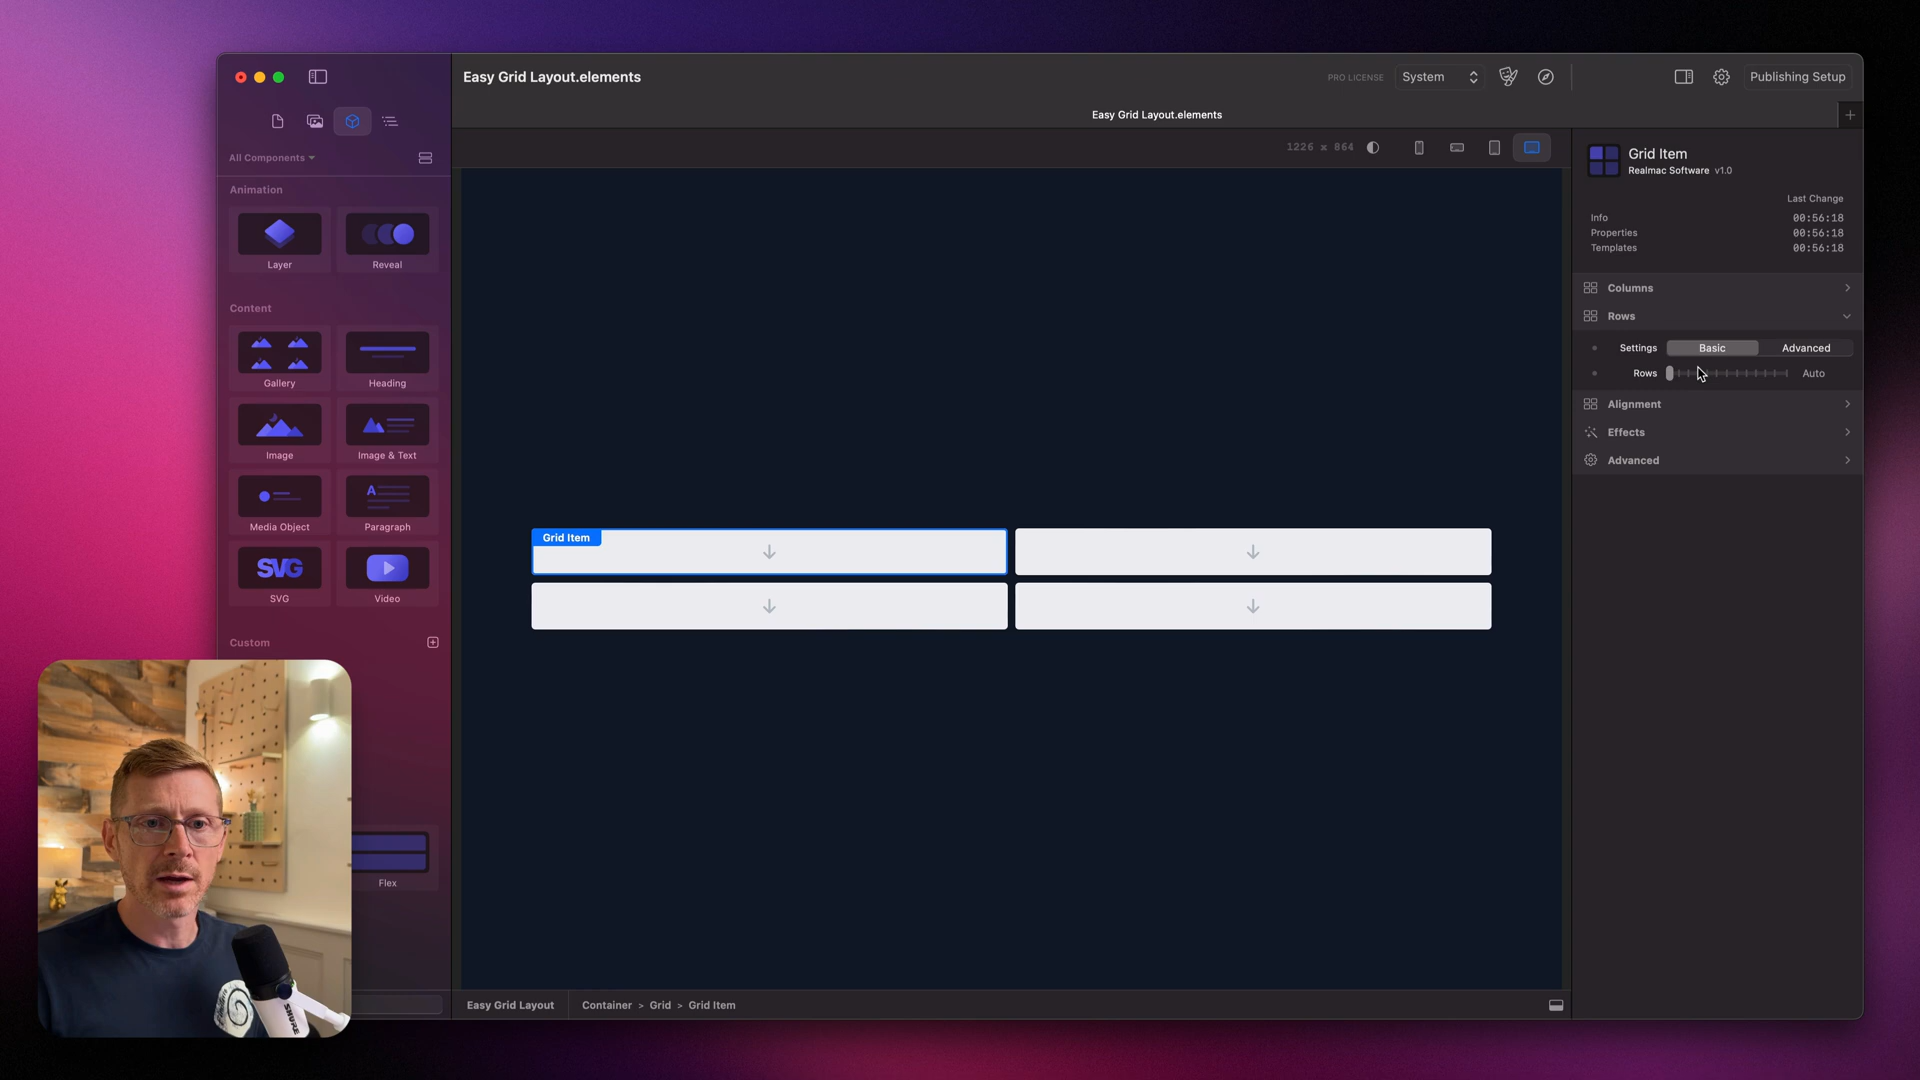 Easy Grid Layout.elements
PRO LICENSE
System
Publishing Setup
Easy Grid Layout.elements
All Components
1226 x 864
Animation
Layer
Reveal
Content
Gallery
Heading
Image
Image & Text
A
Media Object
Paragraph
SVG
SVG
Video
Custom
Flex
Grid Item
Easy Grid Layout
Container > Grid > Grid Item
Grid Item
Realmac Software v1.0
Last Change
Info 00:56:18
Properties 00:56:18
Templates 00:56:18
Columns
Rows
Settings Basic Advanced
Rows Auto
Alignment
Effects
Advanced
SHURE